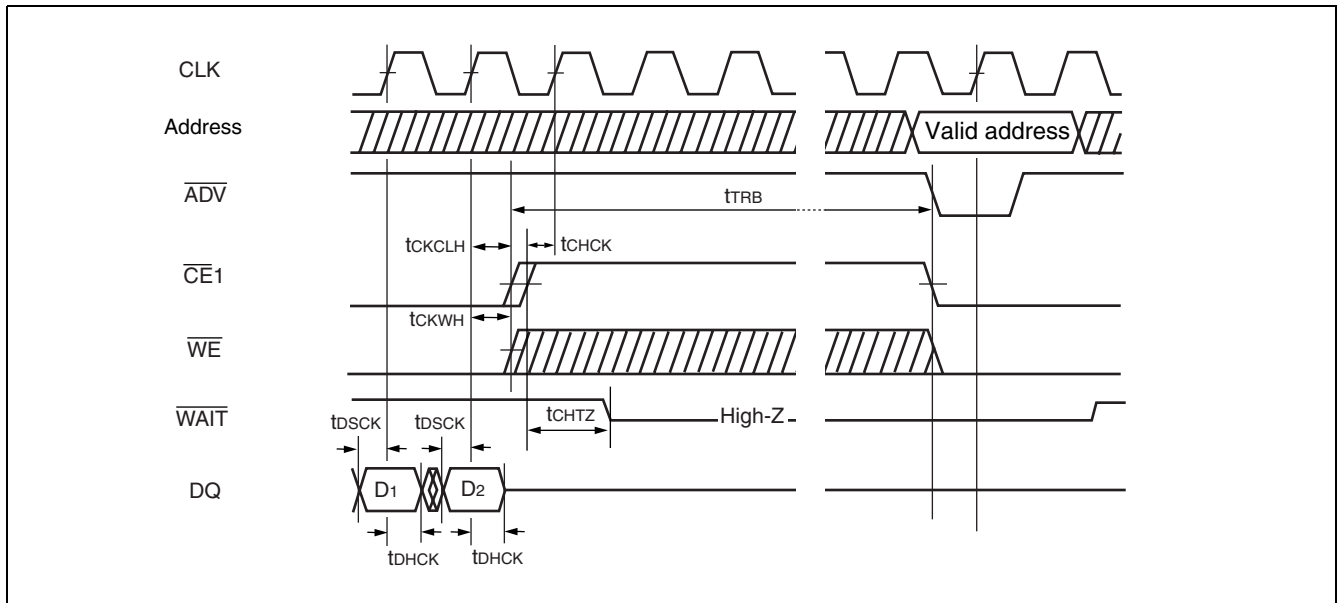 CLK
Address
Valid address
ADV
tTRB
tCKCLH
tCHCK
CE1
tCKWH
WE
WAIT
tCHTZ
High-Z
tDSCK
tDSCK
DQ
D1
D2
tDHCK
tDHCK